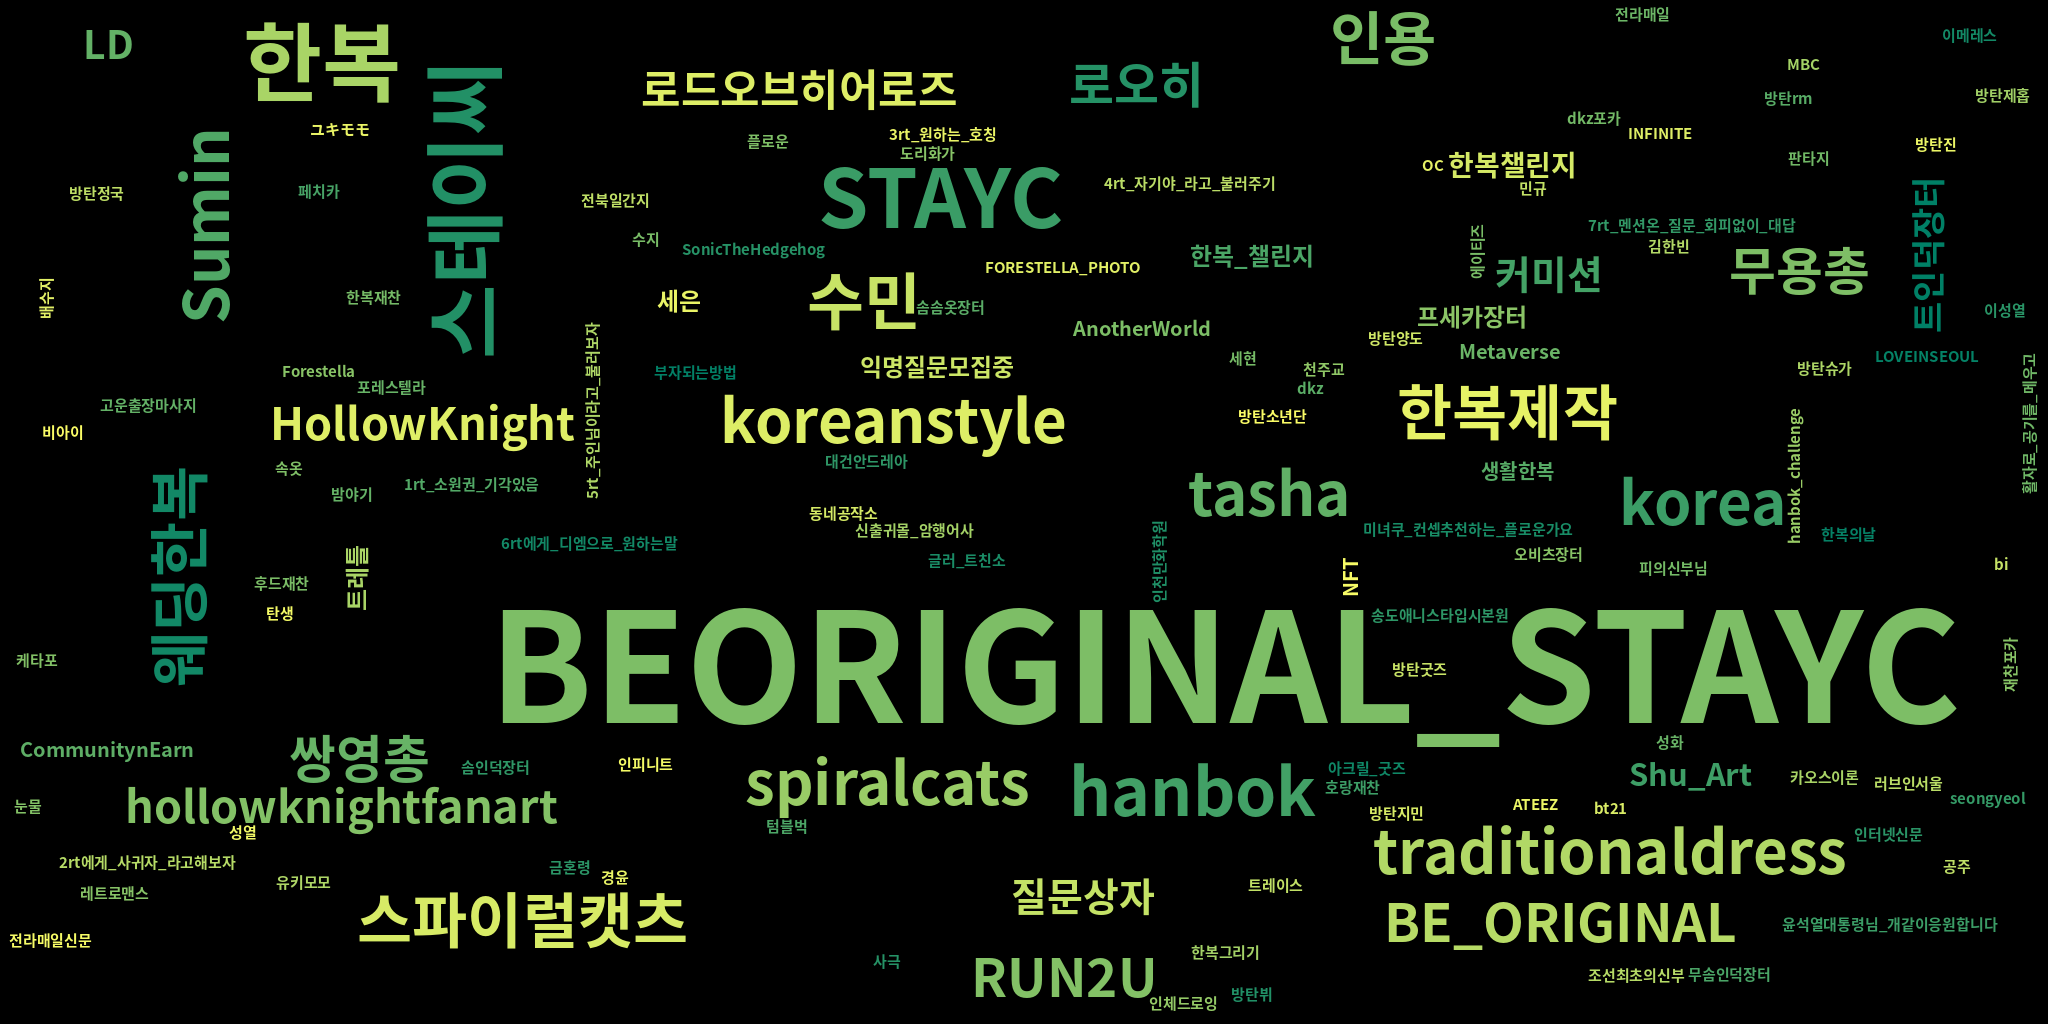 전라매일
LD
한복
인용
이메레스
스테이씨
로드오브히어로즈
로오히
MBC
방탄rm
방탄제홉
Sumin
ユキモモ
플로운
3rt_원하는_호칭
도리화가
dkz포카
INFINITE
방탄진
OC
한복챌린지
판타지
방탄정국
페치카
전북일간지
STAYC
4rt_자기야_라고_불러주기
민규
트인덕장터
수지
SonicTheHedgehog
7rt_멘션온_질문_회피없이_대답
김한빈
FORESTELLA_PHOTO
한복_챌린지
에이티즈
커미션
무용총
배수지
한복재찬
세은
수민
솜솜옷장터
프세카장터
이성열
AnotherWorld
방탄양도
Metaverse
LOVEINSEOUL
5rt_주인님이라고_불러보자
Forestella
포레스텔라
부자되는방법
익명질문모집중
세현
천주교
dkz
방탄슈가
활자로_공기를_메우고
고운출장마사지
비아이
HollowKnight
koreanstyle
방탄소년단
한복제작
hanbok_challenge
속옷
밤야기
1rt_소원권_기각있음
대건안드레아
tasha
생활한복
korea
웨딩한복
동네공작소
신출귀몰_암행어사
미녀쿠_컨셉추천하는_플로운가요
한복의날
트레틀
6rt에게_디엠으로_원하는말
글러_트친소
인천만화학원
NFT
오비츠장터
피의신부님
bi
후드재찬
탄생
송도애니스타입시본원
BEORIGINAL_STAYC
방탄굿즈
케타포
재찬포카
CommunitynEarn
쌍영총
솜인덕장터
인피니트
spiralcats
hanbok
아크릴_굿즈
호랑재찬
성화
Shu_Art
카오스이론
러브인서울
seongyeol
눈물
hollowknightfanart
성열
텀블벅
방탄지민
ATEEZ
bt21
traditionaldress
인터넷신문
2rt에게_사귀자_라고해보자
레트로맨스
유키모모
금혼령
경윤
질문상자
트레이스
공주
전라매일신문
스파이럴캣츠
BE_ORIGINAL
윤석열대통령님_개같이응원합니다
사극
RUN2U
한복그리기
인체드로잉
방탄뷔
조선최초의신부
무솜인덕장터